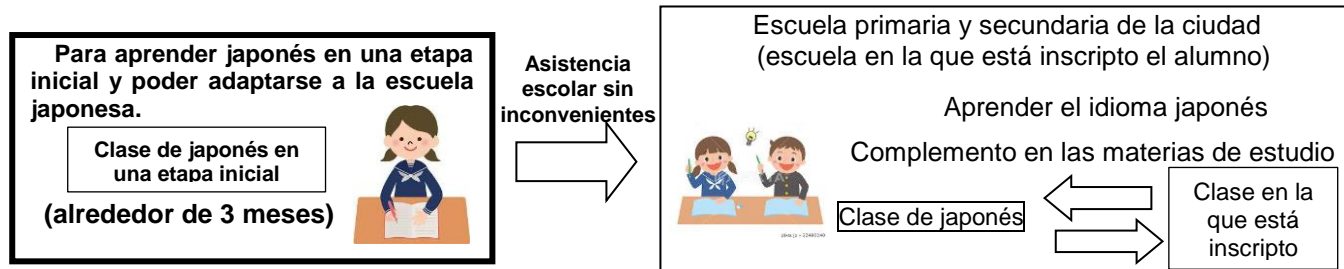 Para aprender japonés en una etapa
inicial y poder adaptarse a la escuela
japonesa.
Clase de japonés en
una etapa inicial
(alrededor de 3 meses)
Asistencia
escolar sin
inconvenientes
Escuela primaria y secundaria de la ciudad
(escuela en la que está inscripto el alumno)
Aprender el idioma japonés
Complemento en las materias de estudio
Clase de japonés
Clase en la
que está
inscripto